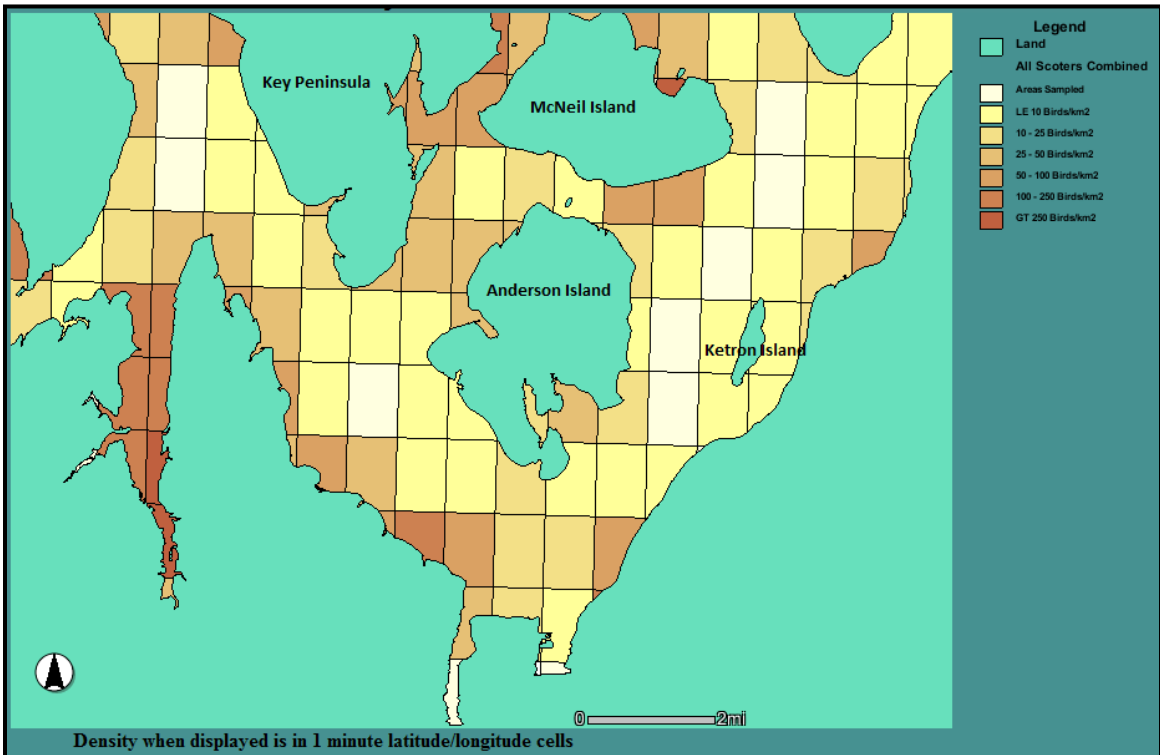 Legend
Land
All Scoters Combined
Areas Sampled
LE 10 Birds/km2
10 - 25 Birds/km2
25 - 50 Birds/km2
50 - 100 Birds/km2
100 - 250 Birds/km2
GT 250 Birds/km2
Key Peninsula
McNeil Island
Anderson Island
Ketron Island
0 2mi
Density when displayed is in 1 minute latitude/longitude cells